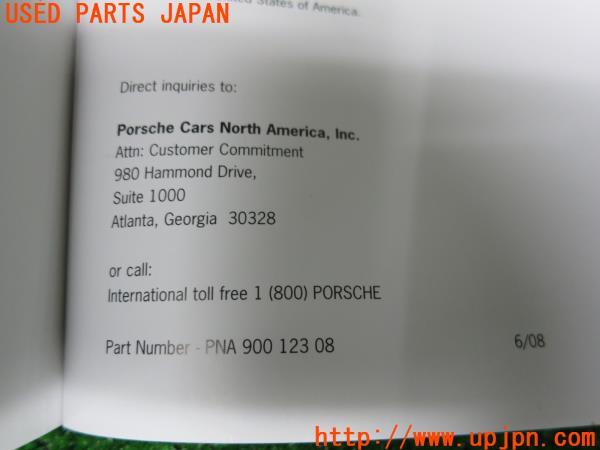 USED PARTS JAPAN
States of America.
Direct inquiries to:
Porsche Cars North America, Inc.
Attn: Customer Commitment
980 Hammond Drive,
Suite 1000
Atlanta, Georgia 30328
or call:
International toll free 1 (800) PORSCHE
Part Number - PNA 900 123 08
6/08
http://www.upjpn.com/